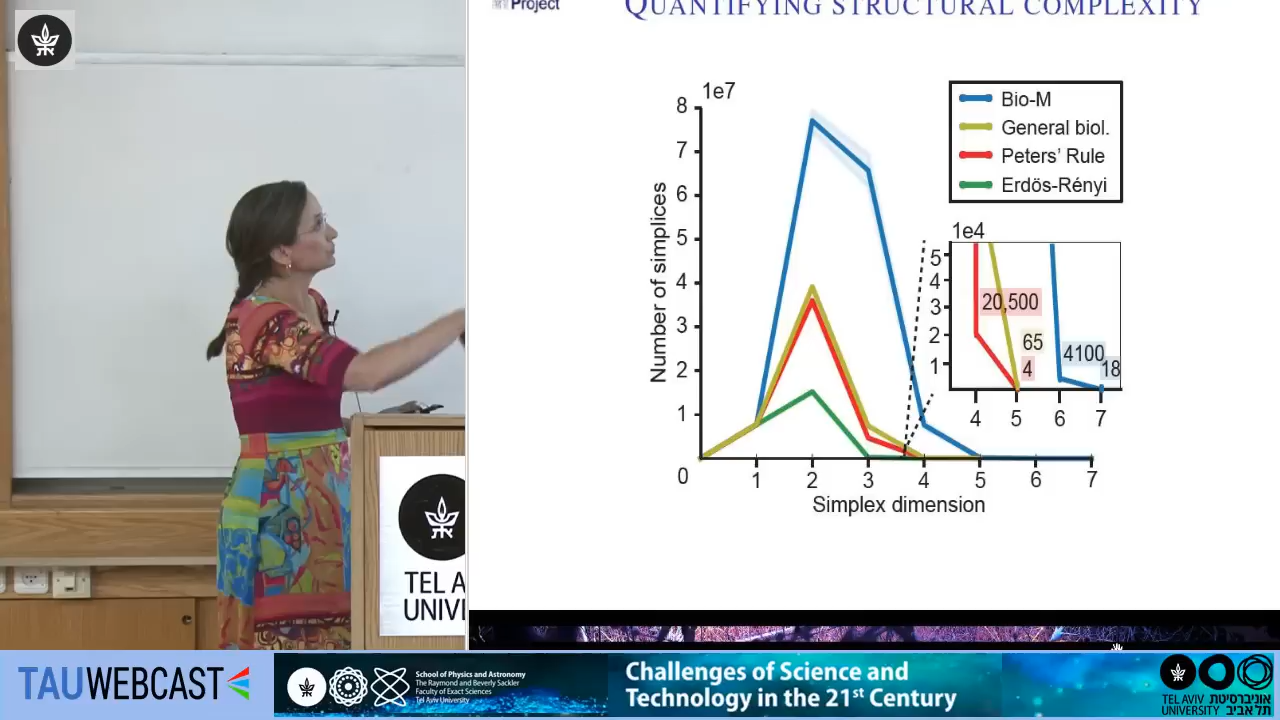 Project
QUANTIFYING STRUCTURAL COMPLEXITY
1e7
8
7
6
5
4
3
2
1
0
Number of simplices
1
2
3
4
5
6
7
Simplex dimension
Bio-M
General biol.
Peters' Rule
Erdös-Rényi
1e4
5
4
3
2
1
20,500
65
4
4100
18
4
5
6
7
TEL A
UNIVE
TAUWEBCAST
School of Physics and Astronomy
The Raymond and Beverly Sackler
Faculty of Exact Sciences
Tel Aviv University
Challenges of Science and
Technology in the 21st Century
TEL AVIV אוניברסיטת
UNIVERSITY תל אביב